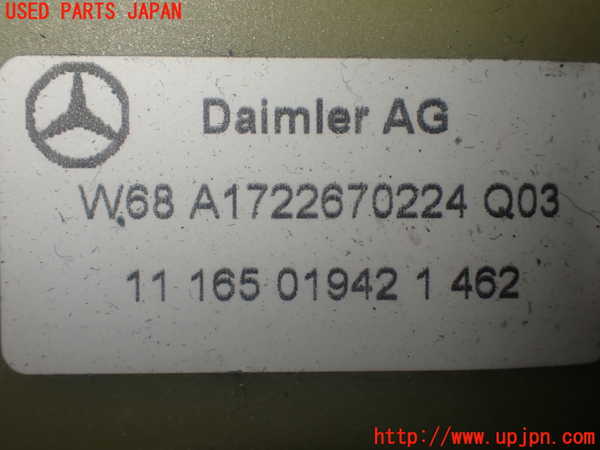 USED PARTS JAPAN
Daimler AG
W68 A1722670224 Q03
11 165 01942 1 462
http://www.upjpn.com